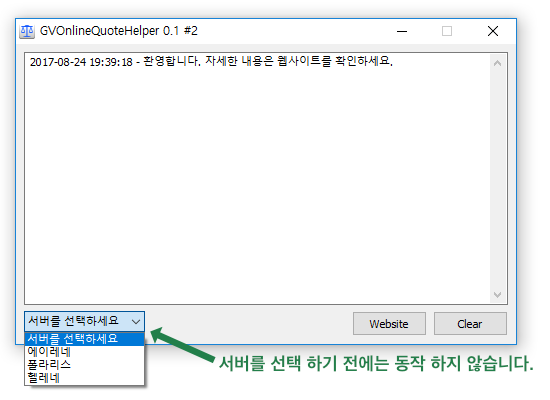 GVOnlineQuoteHelper 0.1 #2
2017-08-24 19:39:18 - 환영합니다. 자세한 내용은 웹사이트를 확인하세요.
서버를 선택하세요
Website
Clear
서버를 선택하세요
에이레네
폴라리스
헬레네
서버를 선택 하기 전에는 동작 하지 않습니다.